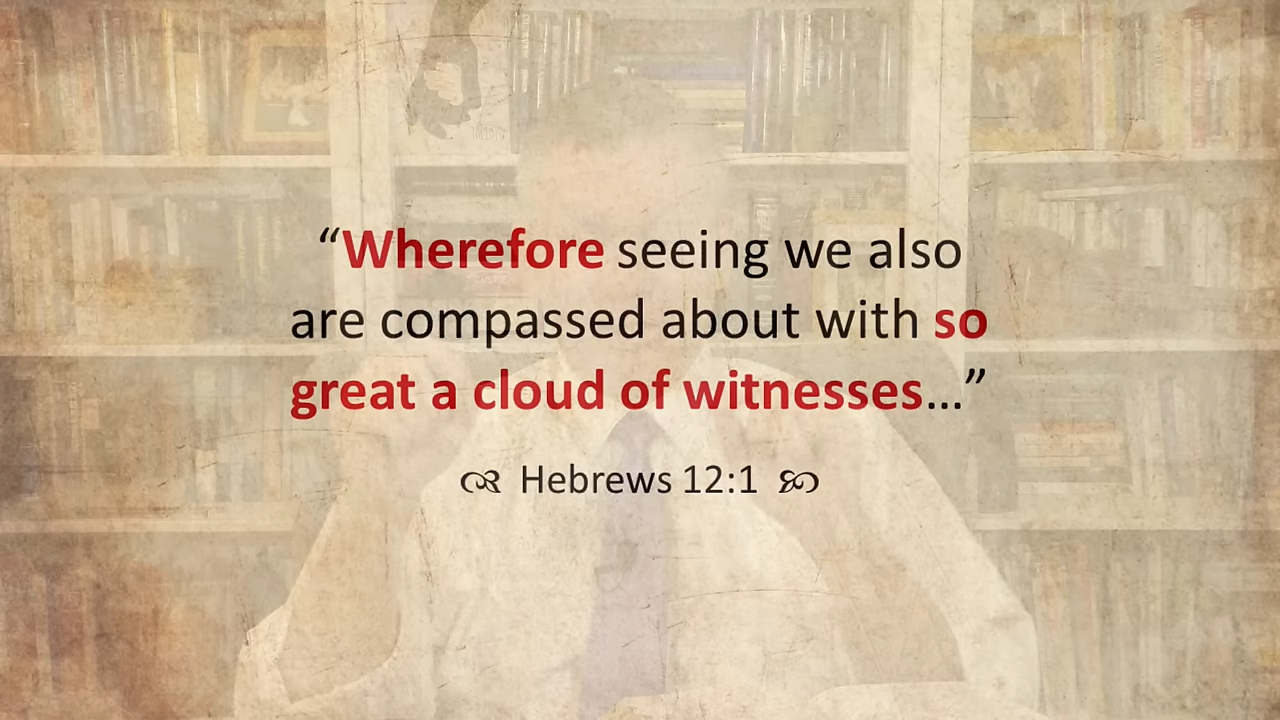 “Wherefore seeing we also
are compassed about with so
great a cloud of witnesses...”
Hebrews 12:1